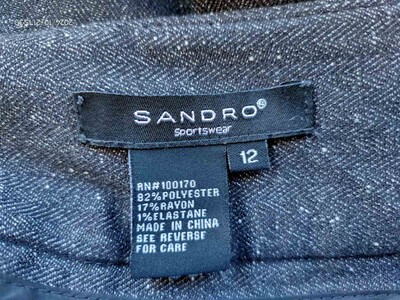 SANDRO®
Sportswear
12
RN#100170
82%POLYESTER
17%RAYON
1%ELASTANE
MADE IN CHINA
SEE REVERSE
FOR CARE